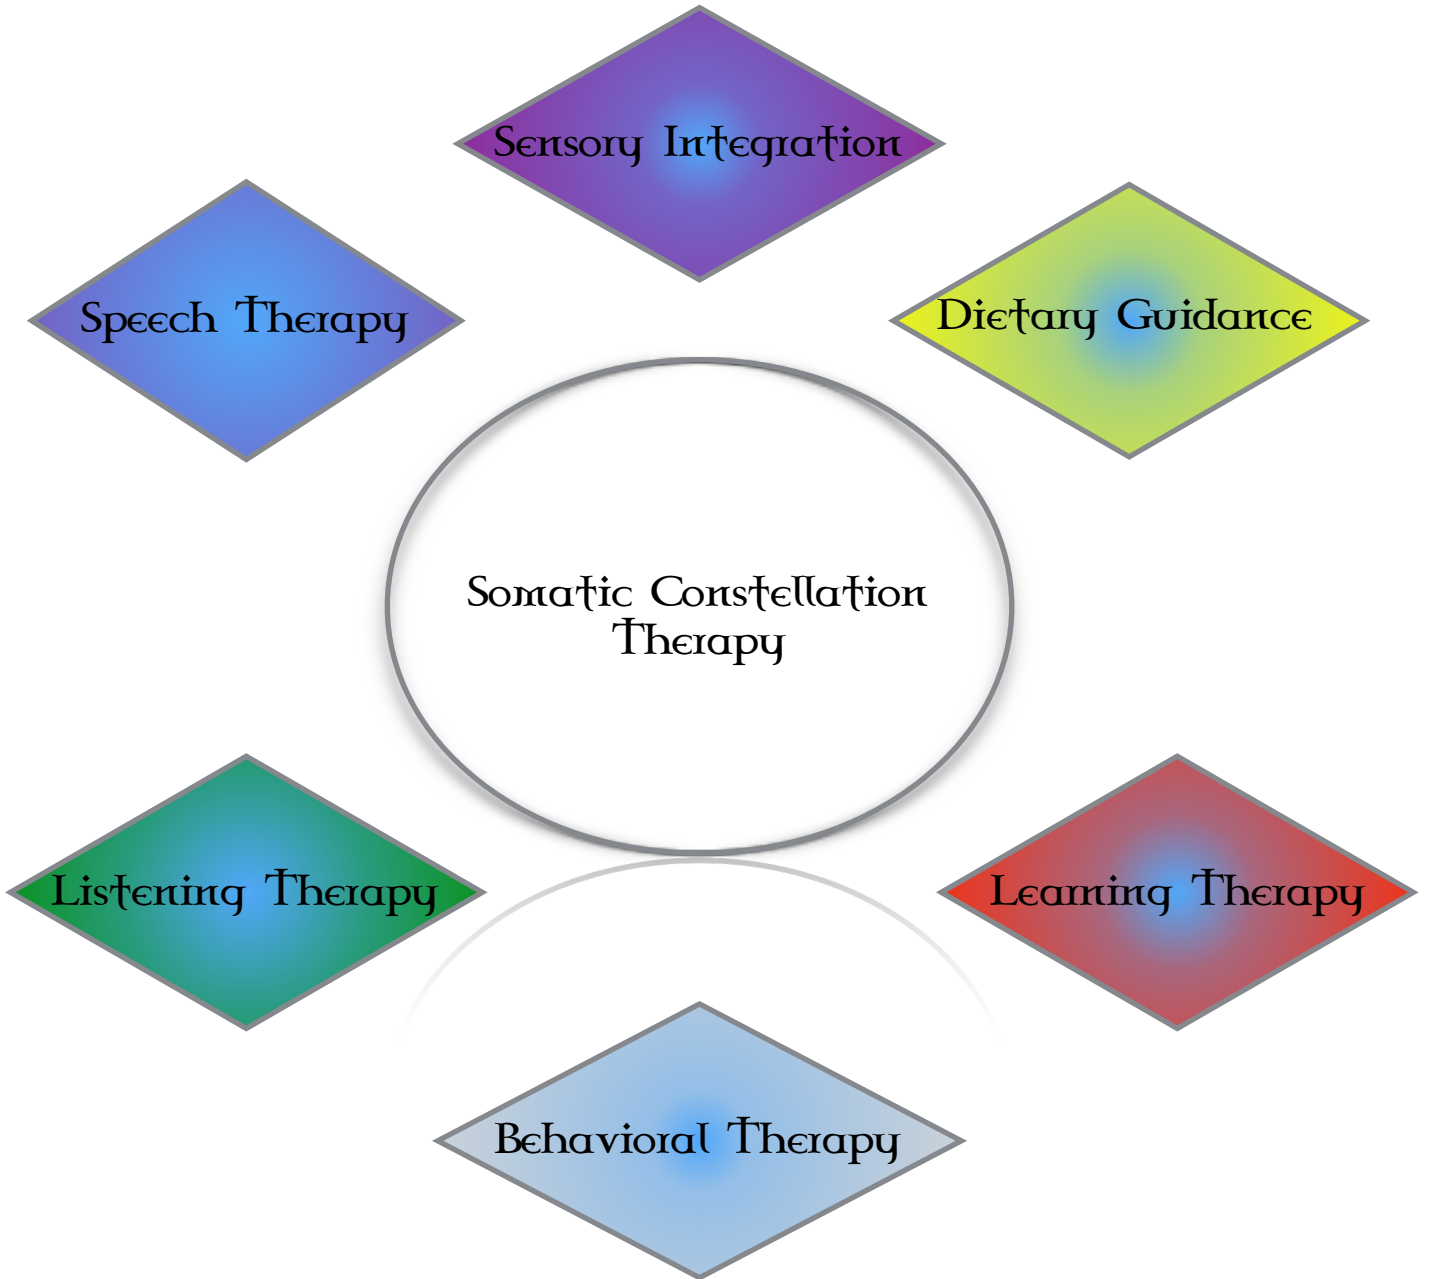 Sensory Integration
Speech Therapy
Dietary Guidance
Somatic Constellation
Therapy
Listening Therapy
Learning Therapy
Behavioral Therapy